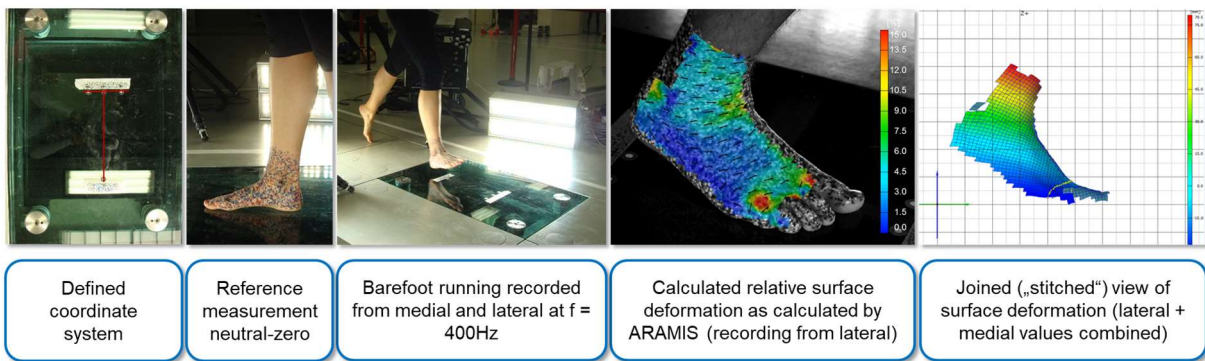 [%]
15.0
13.5
12.0
10.5
9.0
7.5
6.0
4.5
3.0
1.5
0.0
Z+
Defined
coordinate
system
Reference
measurement
neutral-zero
Barefoot running recorded
from medial and lateral at f =
400Hz
Calculated relative surface
deformation as calculated by
ARAMIS (recording from lateral)
Joined („stitched“) view of
surface deformation (lateral +
medial values combined)